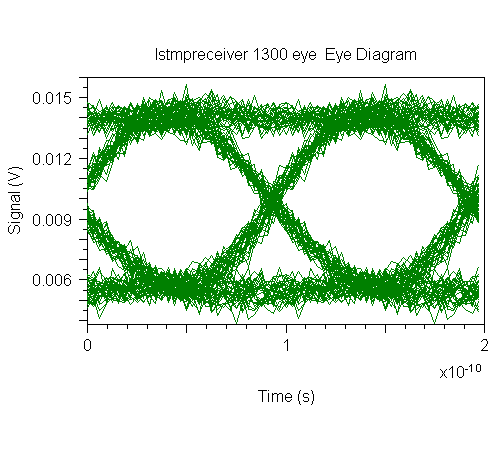 lstmpreceiver 1300 eye  Eye Diagram
0.015
0.012
0.009
0.006
Signal (V)
0
1
2
x10-10
Time (s)